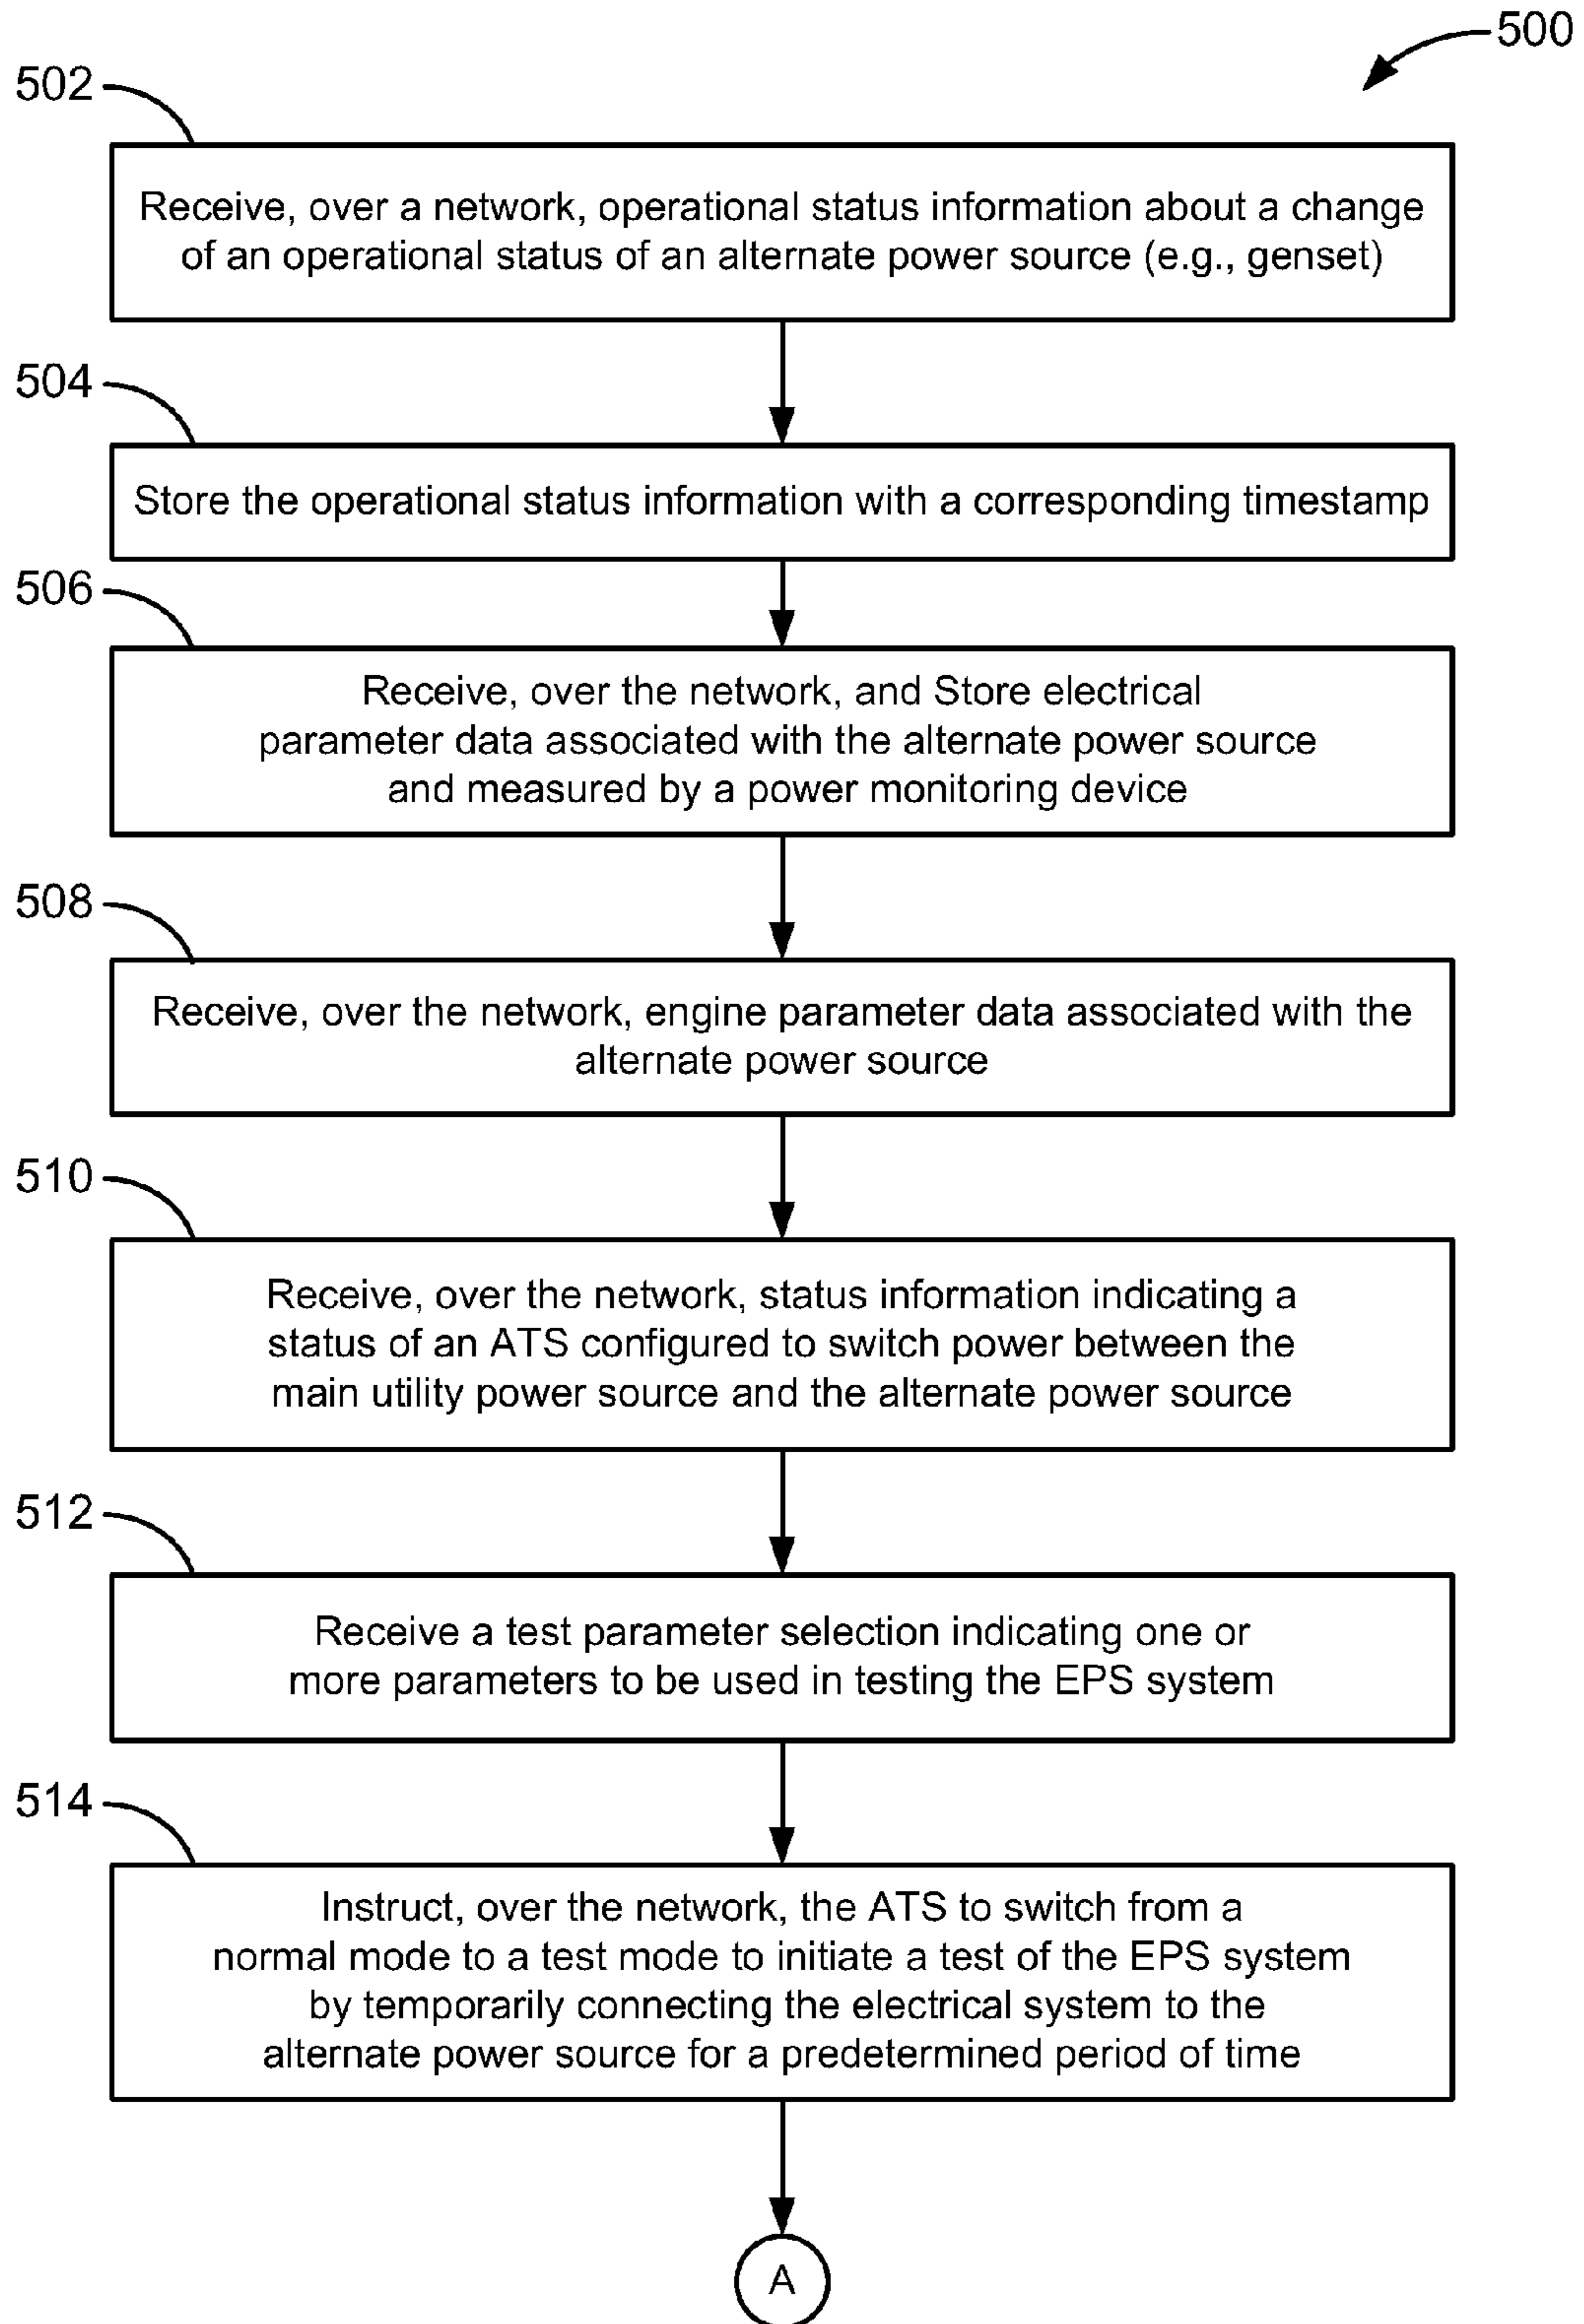 500
502
Receive, over a network, operational status information about a change
of an operational status of an alternate power source (e.g., genset)
504
Store the operational status information with a corresponding timestamp
506
Receive, over the network, and Store electrical
parameter data associated with the alternate power source
and measured by a power monitoring device
508
Receive, over the network, engine parameter data associated with the
alternate power source
510
Receive, over the network, status information indicating a
status of an ATS configured to switch power between the
main utility power source and the alternate power source
512
Receive a test parameter selection indicating one or
more parameters to be used in testing the EPS system
514
Instruct, over the network, the ATS to switch from a
normal mode to a test mode to initiate a test of the EPS system
by temporarily connecting the electrical system to the
alternate power source for a predetermined period of time
A